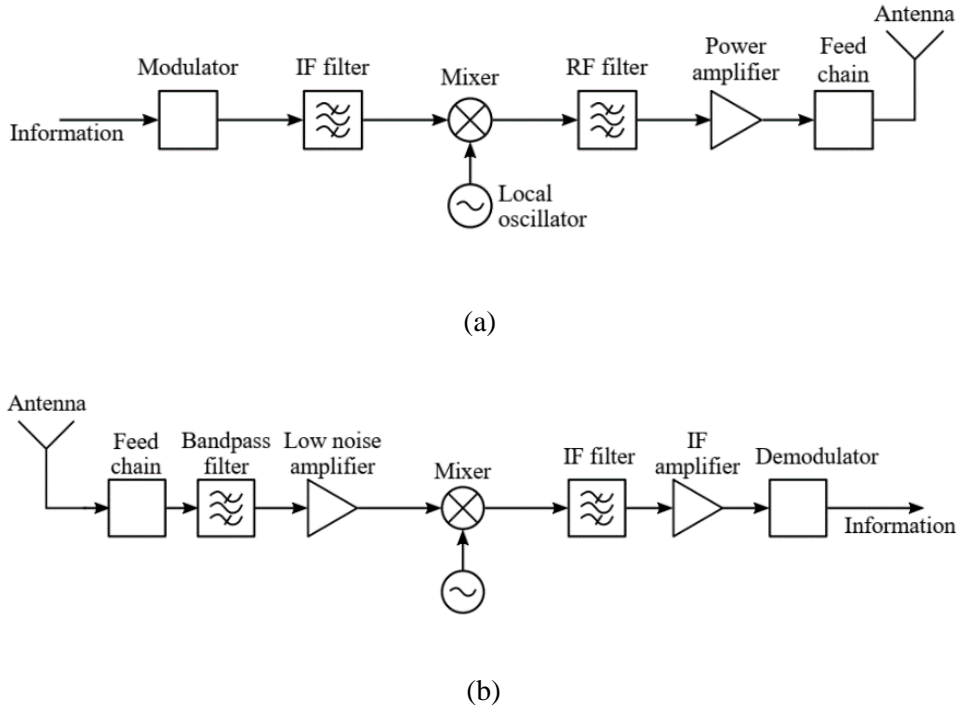 Antenna
Modulator
IF filter
Mixer
RF filter
Power
amplifier
Feed
chain
Information
Local
oscillator
(a)
Antenna
Feed
chain
Bandpass
filter
Low noise
amplifier
Mixer
IF filter
IF
amplifier
Demodulator
Information
(b)